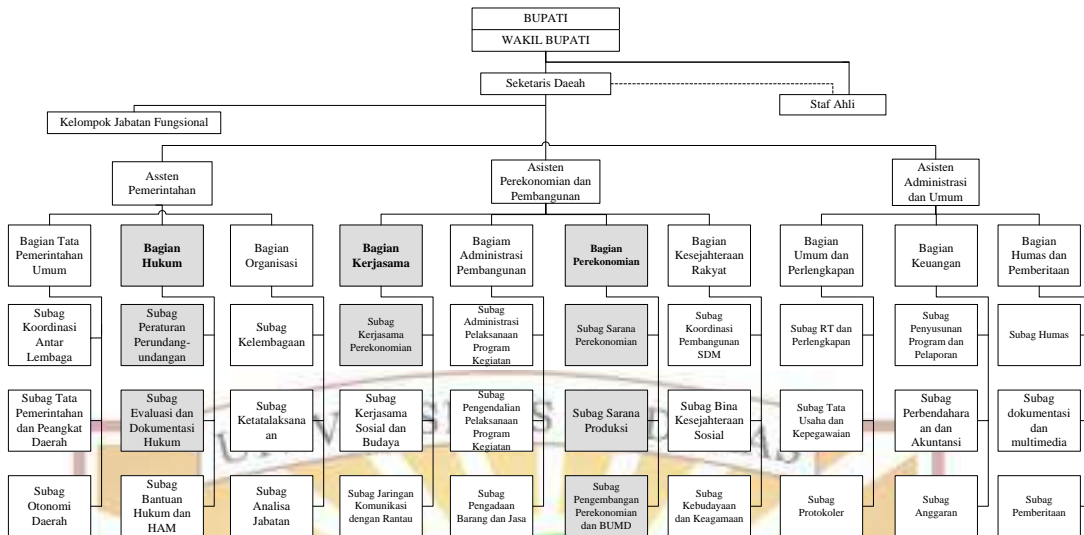 BUPATI
WAKIL BUPATI
Seketaris Daeah
Staf Ahli
Kelompok Jabatan Fungsional
Assten
Pemerintahan
Asisten
Perekonomian dan
Pembangunan
Asisten
Administrasi
dan Umum
Bagian Tata
Pemerintahan
Umum
Bagian
Hukum
Bagian
Organisasi
Bagian
Kerjasama
Bagiam
Administrasi
Pembangunan
Bagian
Perekonomian
Bagian
Kesejahteraan
Rakyat
Bagian
Umum dan
Perlengkapan
Bagian
Keuangan
Bagian
Humas dan
Pemberitaan
Subag
Koordinasi
Antar
Lembaga
Subag
Peraturan
Perundang-
undangan
Subag
Kelembagaan
Subag
Kerjasama
Perekonomian
Subag
Administrasi
Pelaksanaan
Program
Kegiatan
Subag Sarana
Perekonomian
Subag
Koordinasi
Pembangunan
SDM
Subag RT dan
Perlengkapan
Subag
Penyusunan
Program dan
Pelaporan
Subag Humas
Subag Tata
Pemerintahan
dan Peangkat
Daerah
Subag
Evaluasi dan
Dokumentasi
Hukum
Subag
Ketatalaksana
an
Subag
Kerjasama
Sosial dan
Budaya
Subag
Pengendalian
Pelaksanaan
Program
Kegiatan
Subag Sarana
Produksi
Subag Bina
Kesejahteraan
Sosial
Subag Tata
Usaha dan
Kepegawaian
Subag
Perbendahara
an dan
Akuntansi
Subag
dokumentasi
dan
multimedia
Subag
Otonomi
Daerah
Subag
Bantuan
Hukum dan
HAM
Subag
Analisa
Jabatan
Subag Jaringan
Komunikasi
dengan Rantau
Subag
Pengadaan
Barang dan Jasa
Subag
Pengembangan
Perekonomian
dan BUMD
Subag
Kebudayaan
dan Keagamaan
Subag
Protokoler
Subag
Anggaran
Subag
Pemberitaan